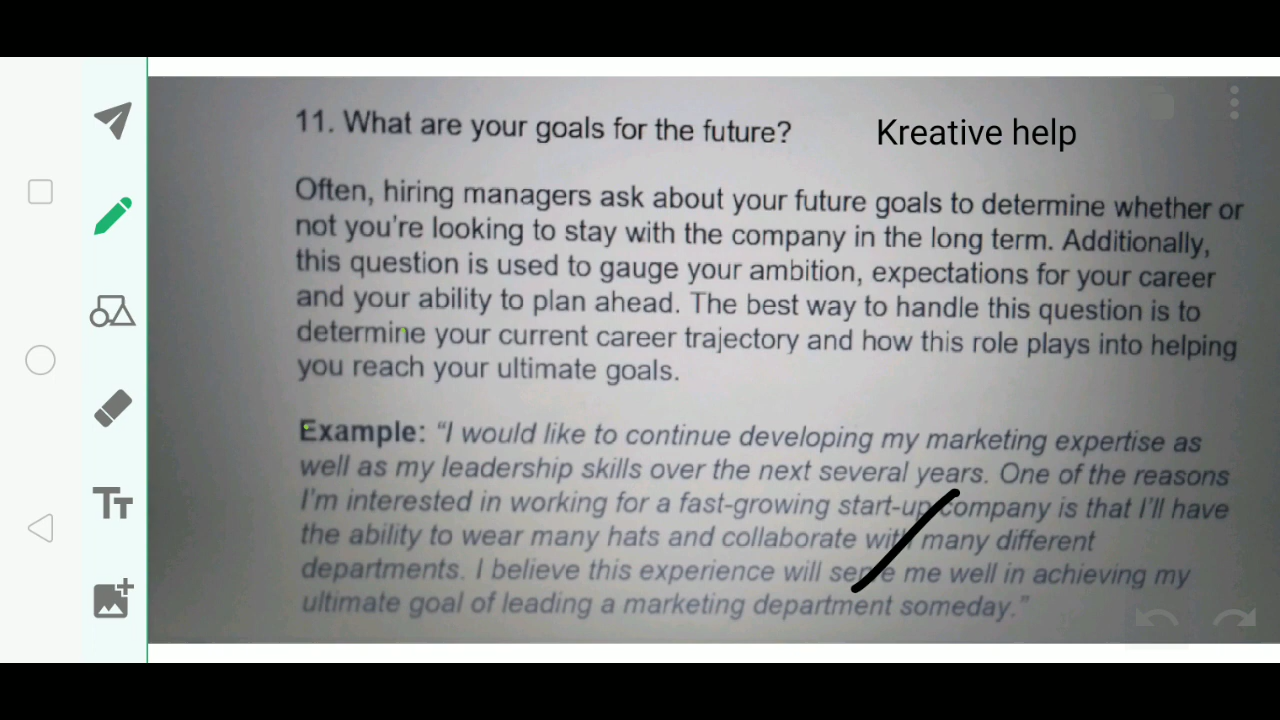 11. What are your goals for the future?
Kreative help
Often, hiring managers ask about your future goals to determine whether or
not you're looking to stay with the company in the long term. Additionally,
this question is used to gauge your ambition, expectations for your career
and your ability to plan ahead. The best way to handle this question is to
determine your current career trajectory and how this role plays into helping
you reach your ultimate goals.
Example: "I would like to continue developing my marketing expertise as
well as my leadership skills over the next several years. One of the reasons
I'm interested in working for a fast-growing start-up company is that I'll have
the ability to wear many hats and collaborate with many different
departments. I believe this experience will serve me well in achieving my
ultimate goal of leading a marketing department someday."
Tт